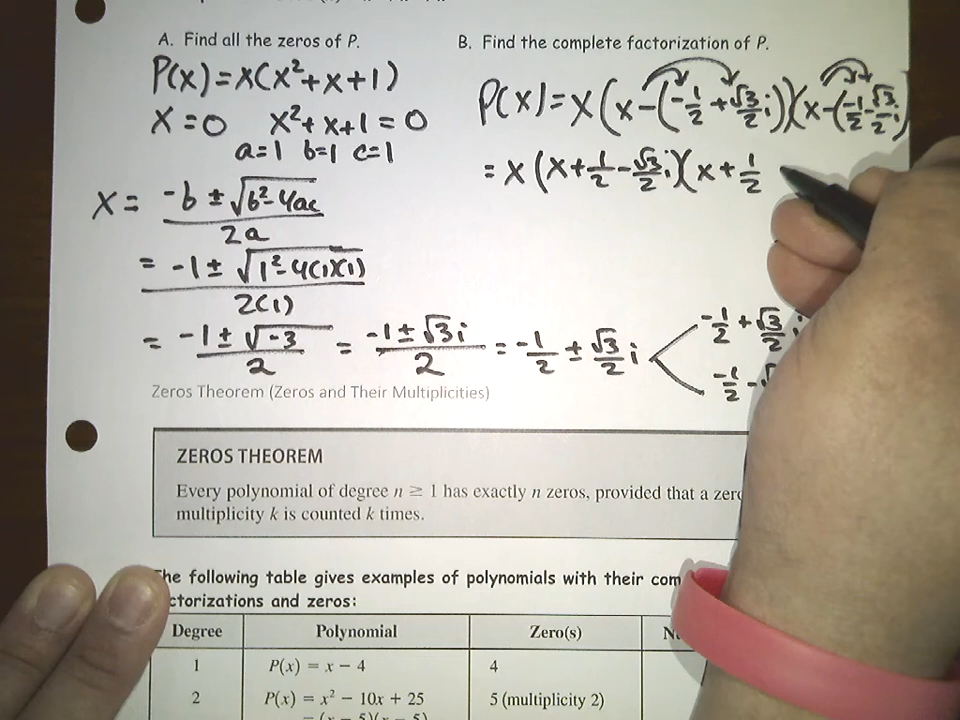 A. Find all the zeros of P.
P(x) = x(x² + x + 1)
x = 0 x² + x + 1 = 0
a = 1 b = 1 c = 1
x = (-b ± √(b² - 4ac))/(2a)
= (-1 ± √(1² - 4(1)(1)))/(2(1))
= (-1 ± √-3)/2 = (-1 ± √3 i)/2 = -1/2 ± √3/2 i
-1/2 + √3/2 i
-1/2 - √
B. Find the complete factorization of P.
P(x) = x(x - (-1/2 + √3/2 i))(x - (-1/2 - √3/2 i))
= x(x + 1/2 - √3/2 i)(x + 1/2
Zeros Theorem (Zeros and Their Multiplicities)
ZEROS THEOREM
Every polynomial of degree n ≥ 1 has exactly n zeros, provided that a zero
multiplicity k is counted k times.
The following table gives examples of polynomials with their com
ctorizations and zeros:
Degree Polynomial Zero(s)
1 P(x) = x − 4 4
2 P(x) = x² − 10x + 25 5 (multiplicity 2)
= (x − 5)(x − 5)